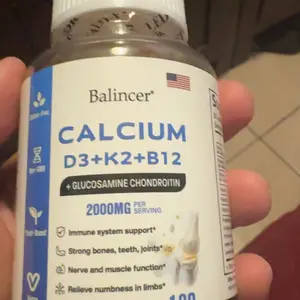 Balincer®
CALCIUM
D3+K2+B12
+ GLUCOSAMINE CHONDROITIN
2000MG PER SERVING
Immune system support*
Strong bones, teeth, joints*
Nerve and muscle function*
Relieve numbness in limbs*